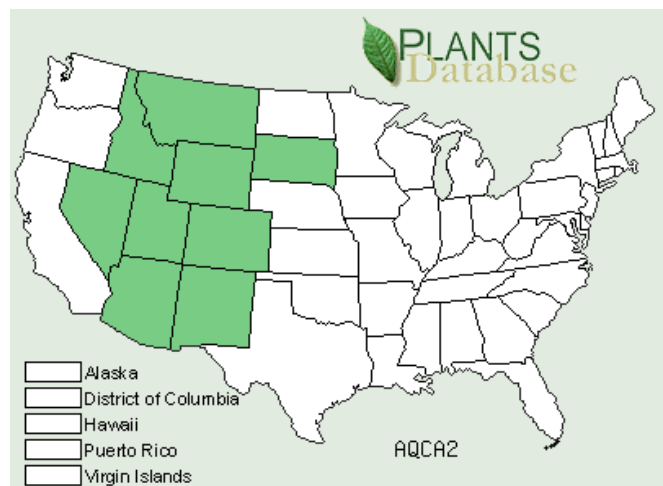 PLANTS
Database
Alaska
District of Columbia
Hawaii
Puerto Rico
Virgin Islands
AQCA2